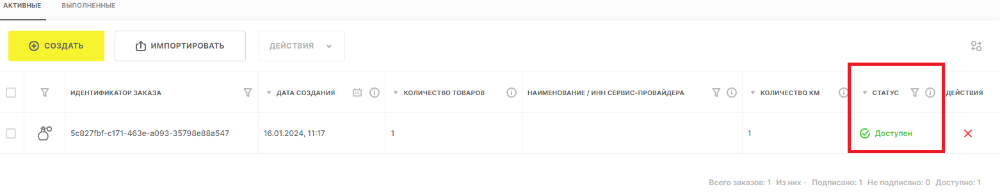 АКТИВНЫЕ ВЫПОЛНЕННЫЕ
СОЗДАТЬ ИМПОРТИРОВАТЬ ДЕЙСТВИЯ
ИДЕНТИФИКАТОР ЗАКАЗА ДАТА СОЗДАНИЯ КОЛИЧЕСТВО ТОВАРОВ НАИМЕНОВАНИЕ / ИНН СЕРВИС-ПРОВАЙДЕРА КОЛИЧЕСТВО КМ СТАТУС ДЕЙСТВИЯ
5c827fbf-c171-463e-a093-35798e88a547 16.01.2024, 11:17 1 1 Доступен
Всего заказов: 1 Из них - Подписано: 1 Не подписано: 0 Доступно: 1